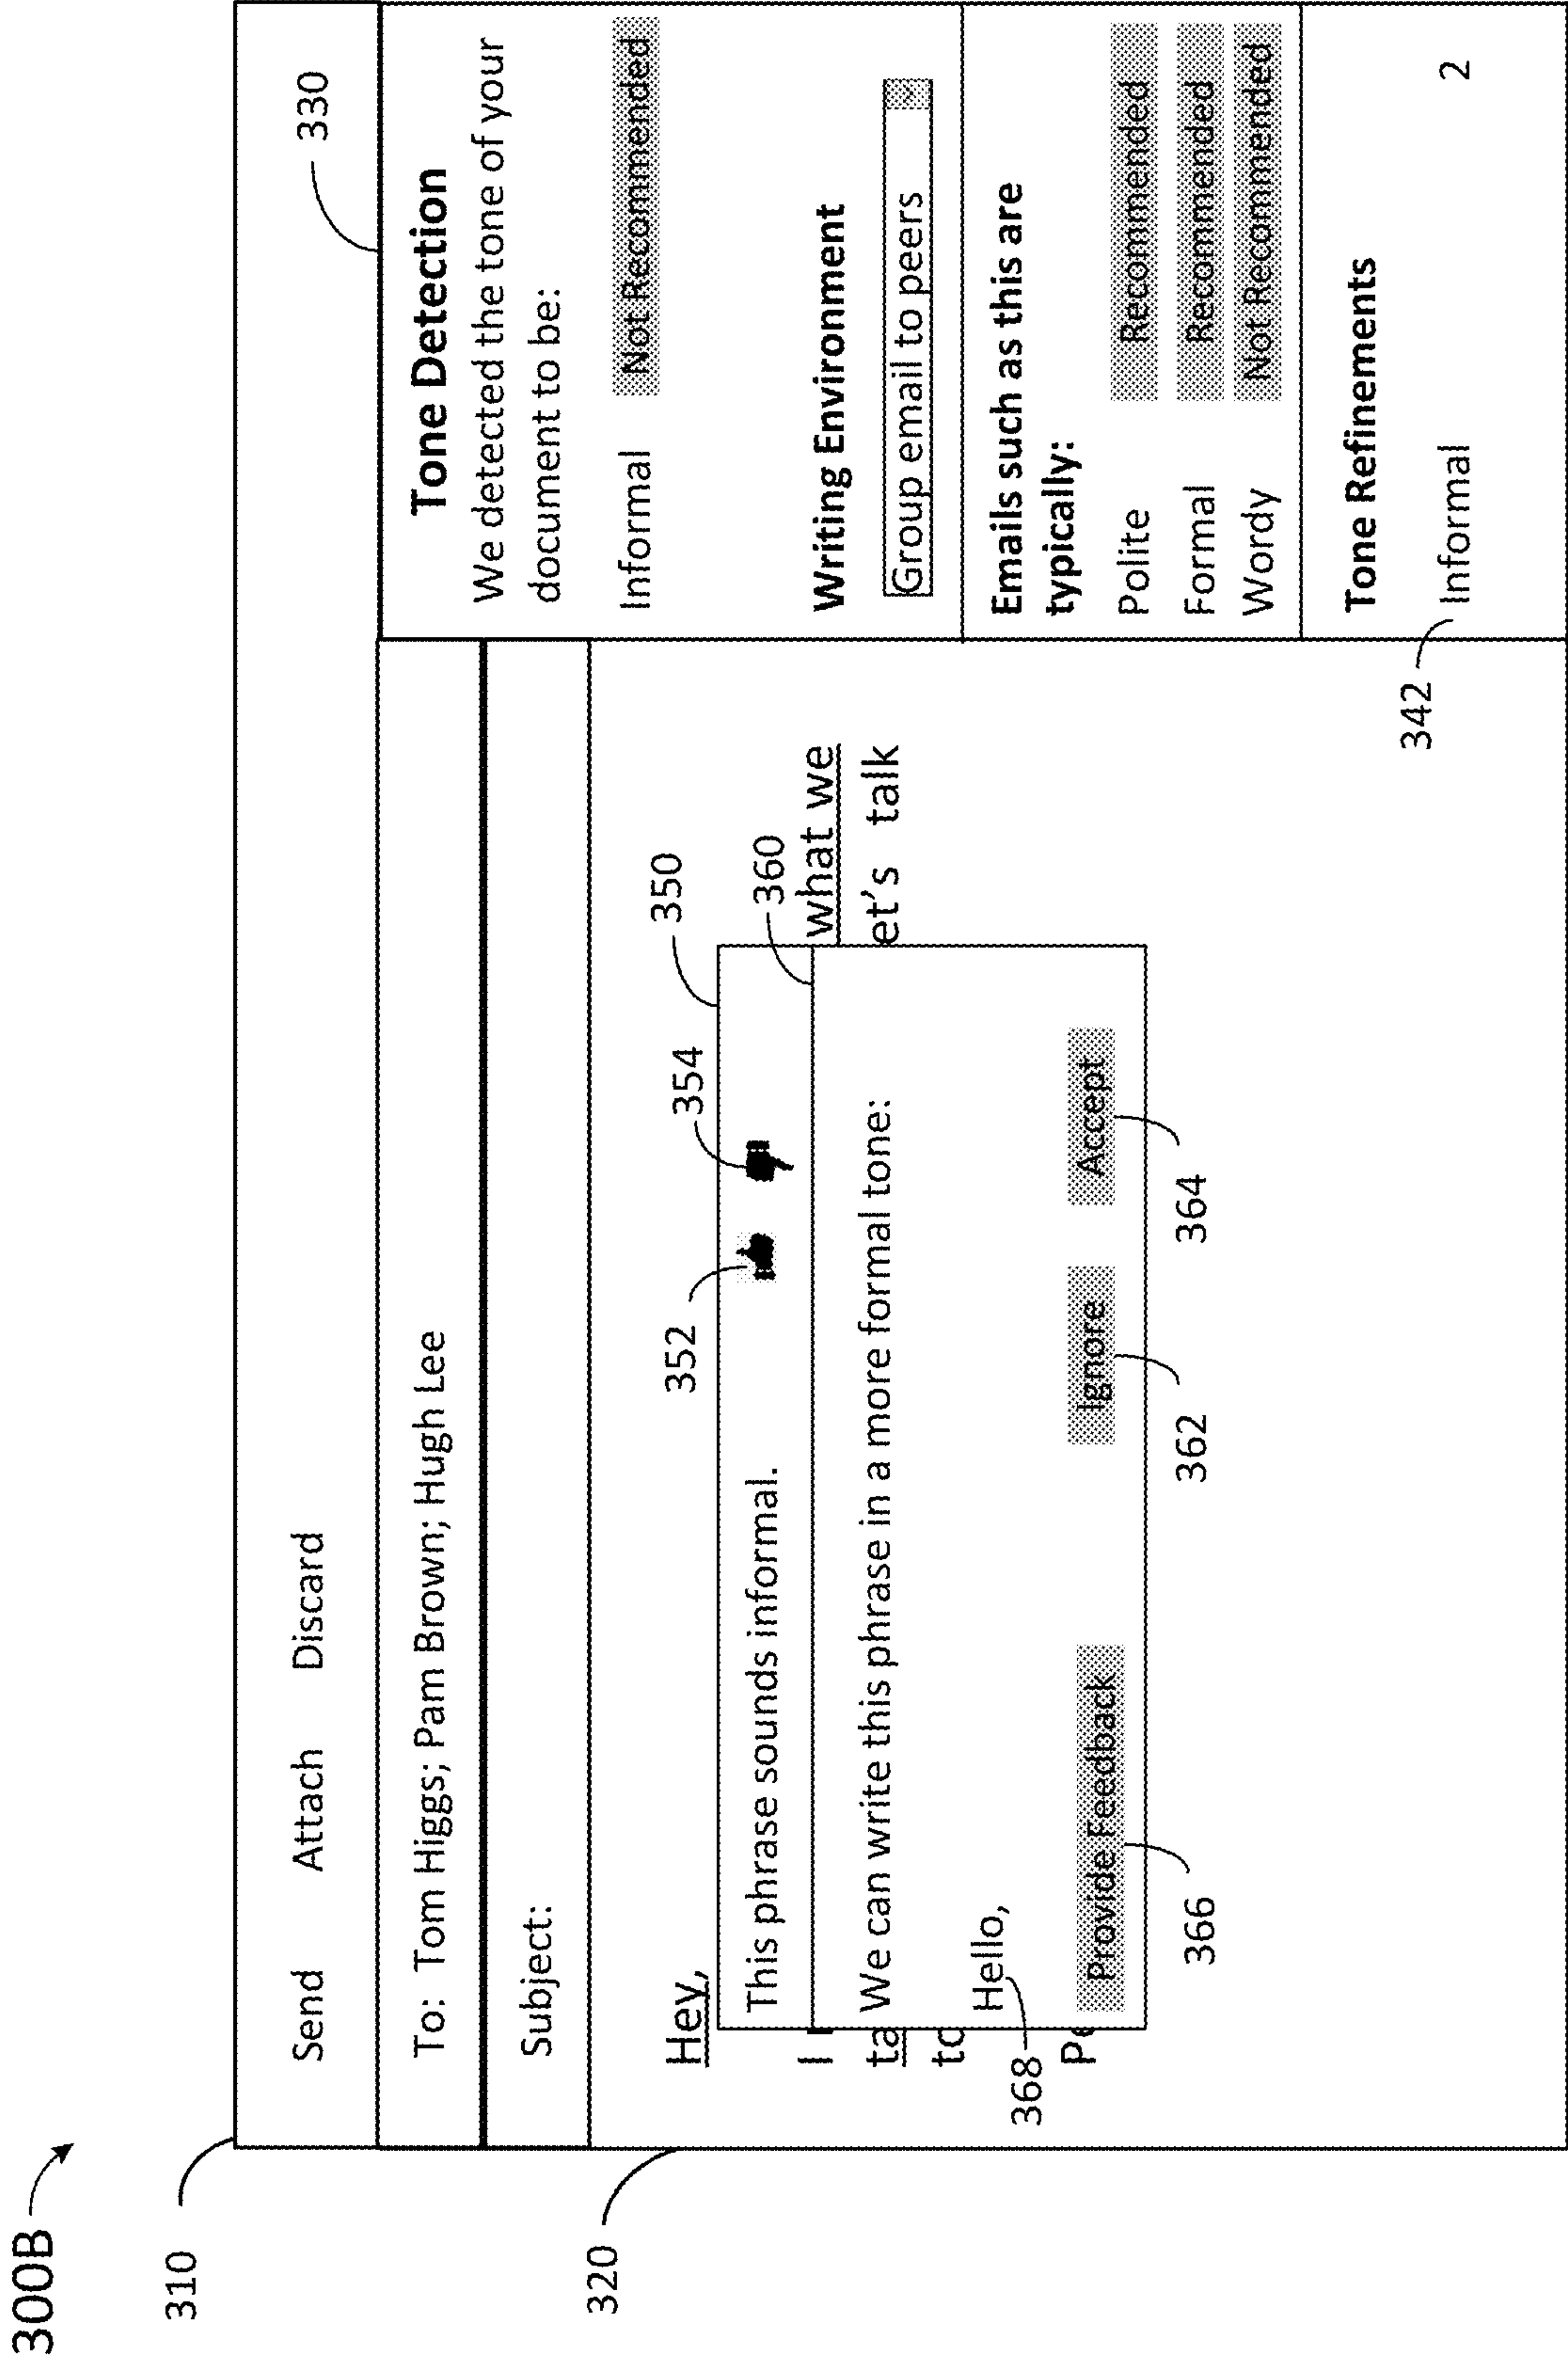 300B
310
Send Attach Discard
330
To: Tom Higgs; Pam Brown; Hugh Lee
Subject:
320
Hey,
350
352
354
This phrase sounds informal.
360
I
what we
ta
et's talk
to
We can write this phrase in a more formal tone:
Hello,
368
Provide Feedback
Ignore
Accept
366
362
364
Tone Detection
We detected the tone of your
document to be:
Informal Not Recommended
Writing Environment
Group email to peers
Emails such as this are
typically:
Polite Recommended
Formal Recommended
Wordy Not Recommended
Tone Refinements
342
Informal 2